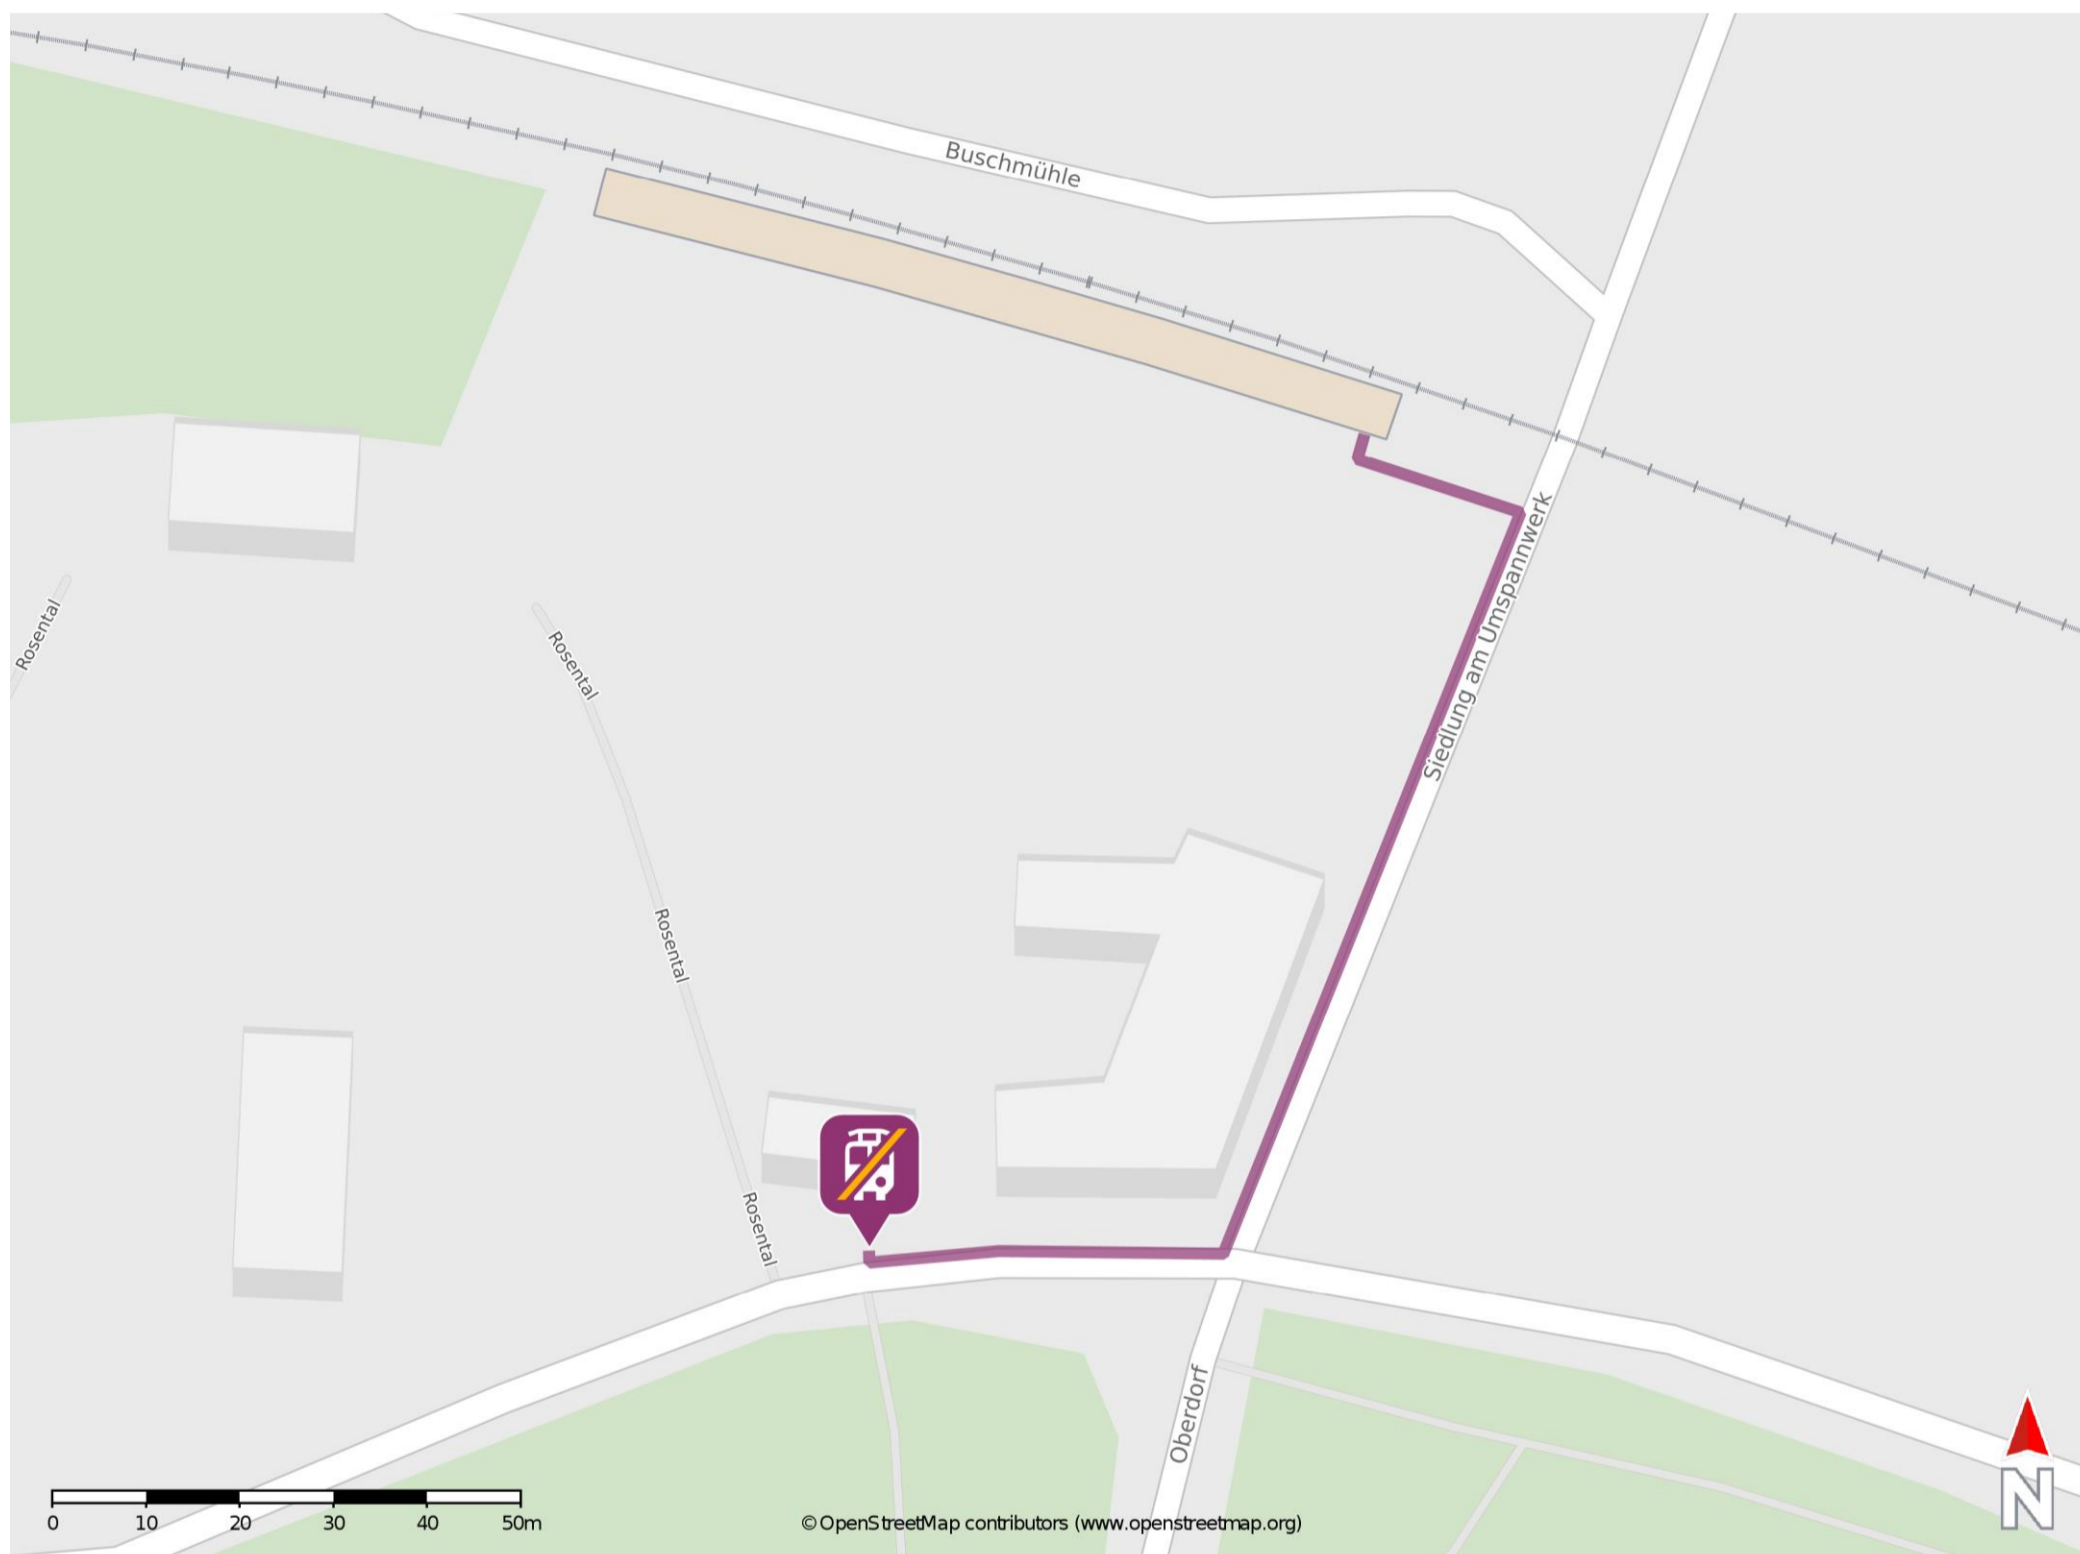 Buschmühle
Siedlung am Umspannwerk
Rosental
Rosental
Rosental
Rosental
Oberdorf
0 10 20 30 40 50m
© OpenStreetMap contributors (www.openstreetmap.org)
N